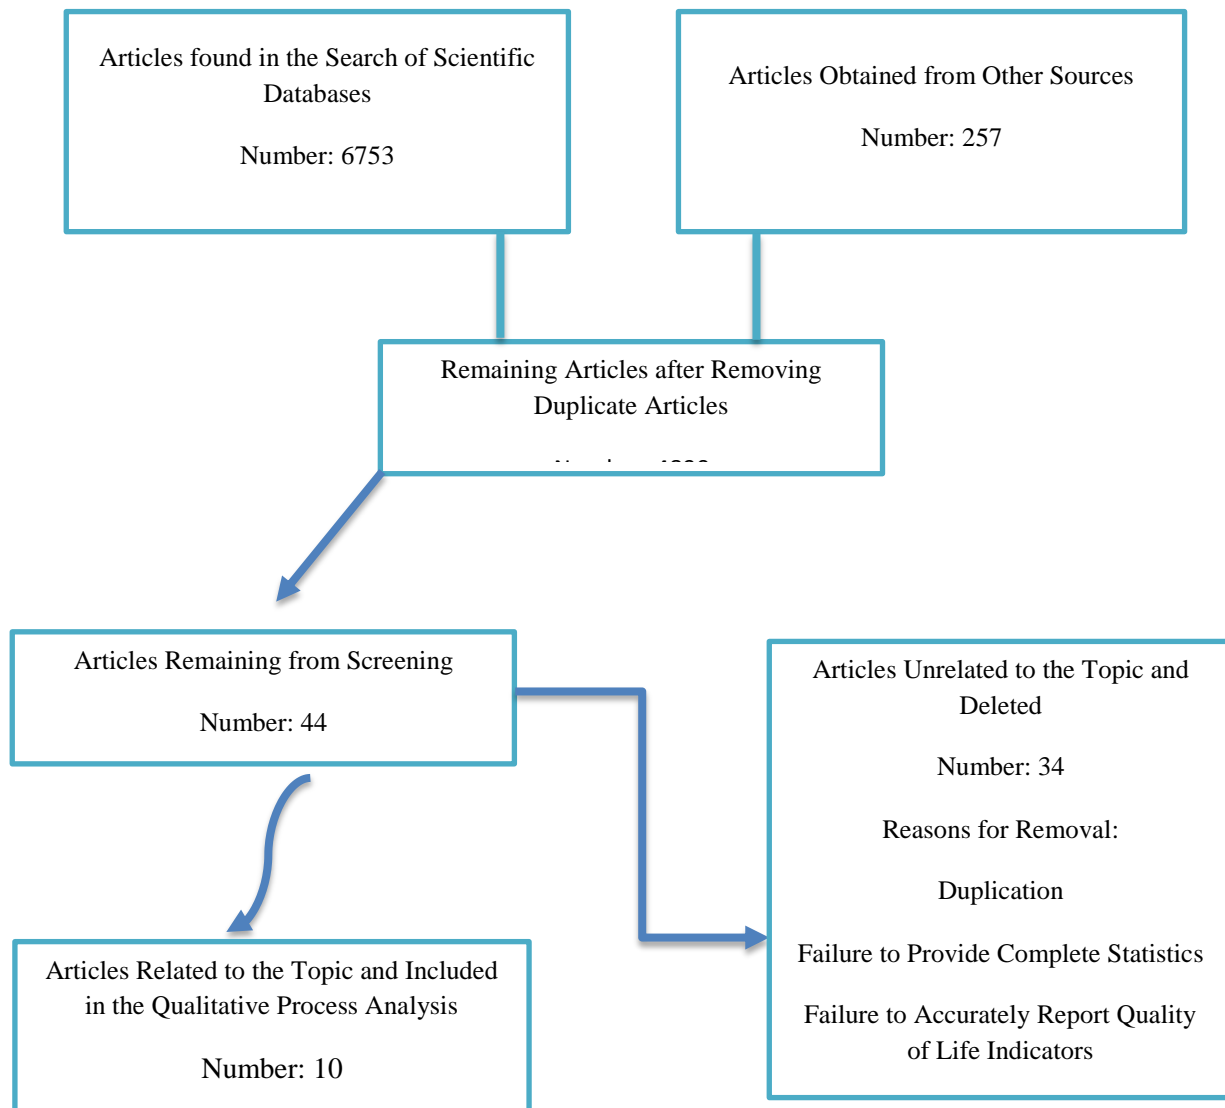 Articles found in the Search of Scientific
Databases
Number: 6753
Articles Obtained from Other Sources
Number: 257
Remaining Articles after Removing
Duplicate Articles
Articles Remaining from Screening
Number: 44
Articles Unrelated to the Topic and
Deleted
Number: 34
Reasons for Removal:
Duplication
Failure to Provide Complete Statistics
Failure to Accurately Report Quality
of Life Indicators
Articles Related to the Topic and Included
in the Qualitative Process Analysis
Number: 10